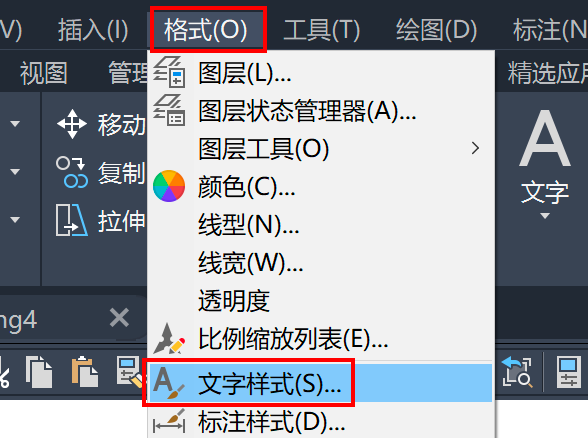 V) 插入(I) 格式(O) 工具(T) 绘图(D) 标注(N
视图 管理 精选应用
图层(L)...
图层状态管理器(A)...
图层工具(O)
颜色(C)...
线型(N)...
线宽(W)...
透明度
比例缩放列表(E)...
文字样式(S)...
标注样式(D)...
移动
复制
拉伸
A
文字
ng4